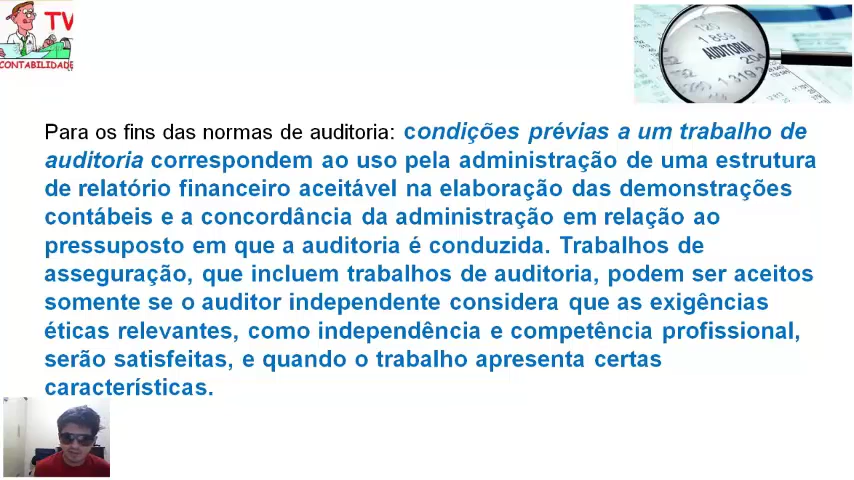 TV
CONTABILIDADE
AUDITORIA
Para os fins das normas de auditoria: condições prévias a um trabalho de
auditoria correspondem ao uso pela administração de uma estrutura
de relatório financeiro aceitável na elaboração das demonstrações
contábeis e a concordância da administração em relação ao
pressuposto em que a auditoria é conduzida. Trabalhos de
asseguração, que incluem trabalhos de auditoria, podem ser aceitos
somente se o auditor independente considera que as exigências
éticas relevantes, como independência e competência profissional,
serão satisfeitas, e quando o trabalho apresenta certas
características.